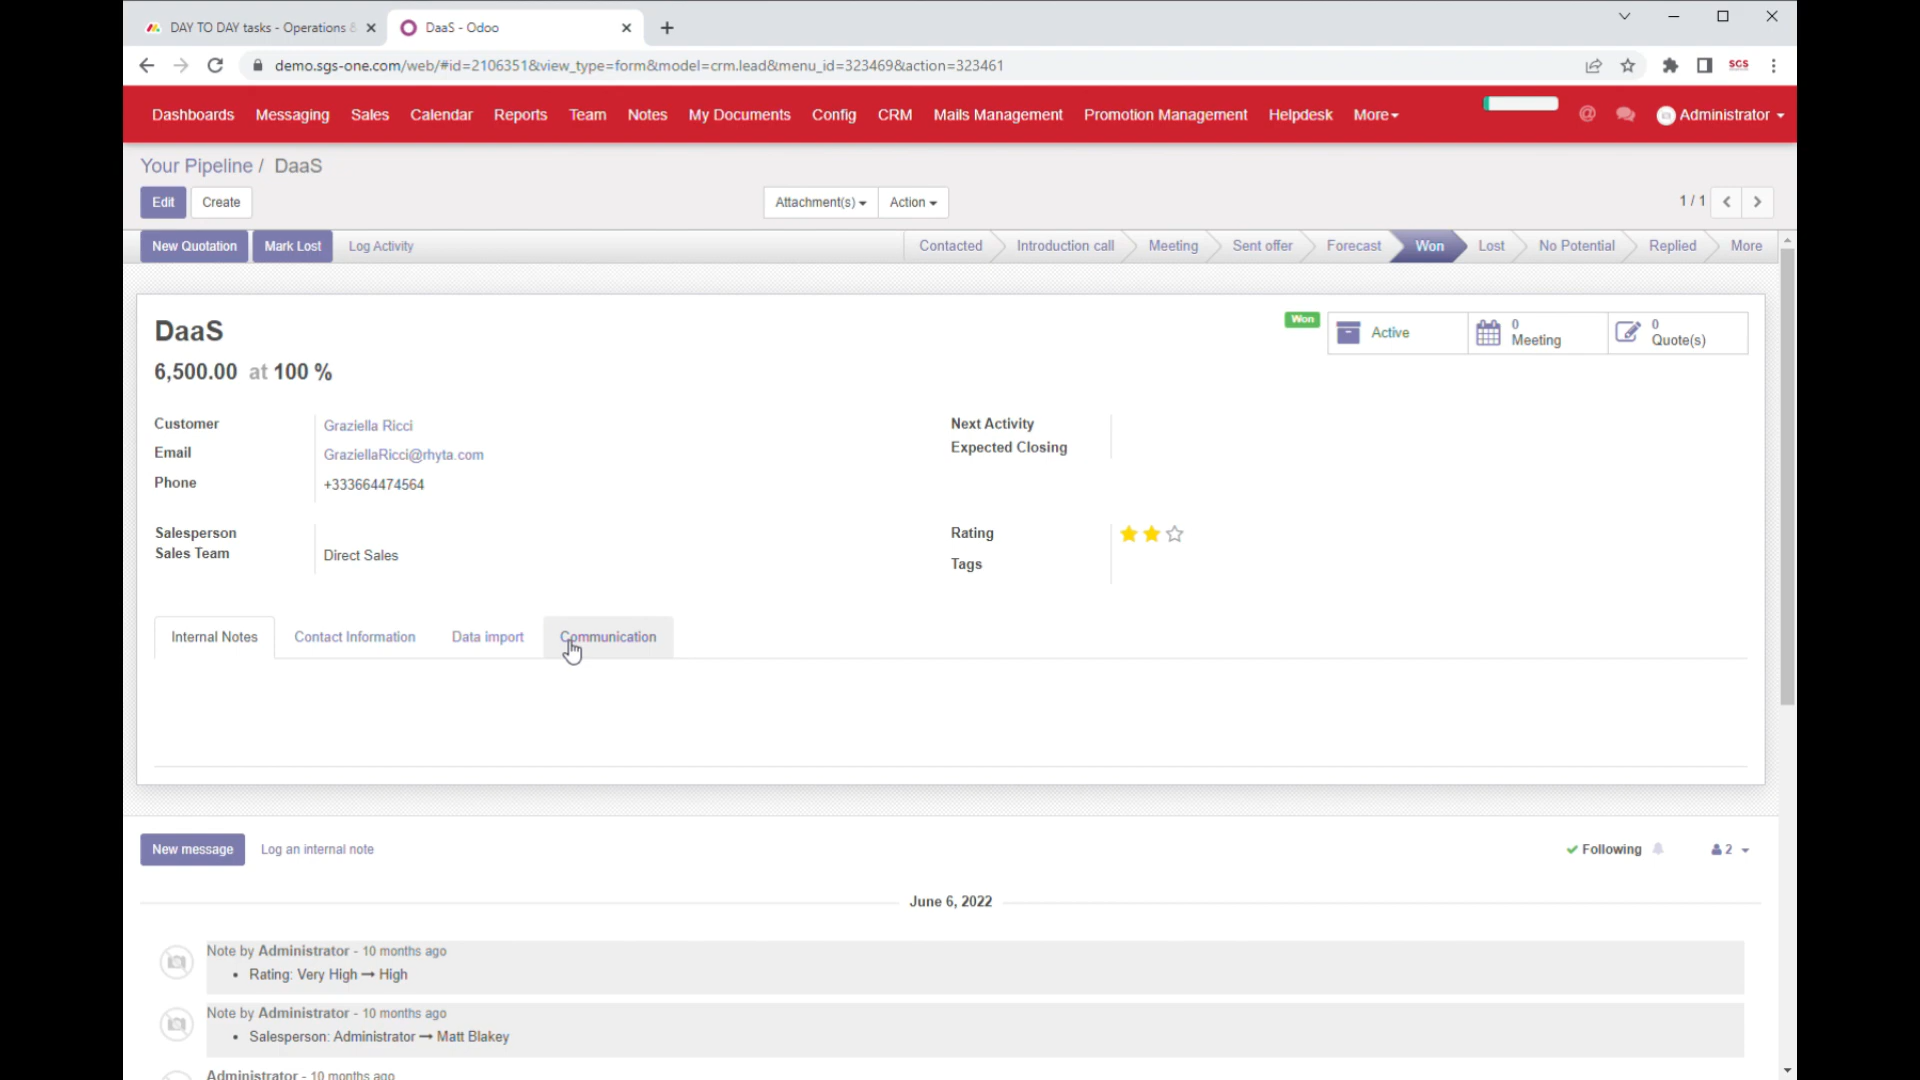 DAY TO DAY tasks - Operations &
DaaS - Odoo
demo.sgs-one.com/web/#id=2106351&view_type=form&model=crm.lead&menu_id=323469&action=323461
SGS
Dashboards Messaging Sales Calendar Reports Team Notes My Documents Config CRM Mails Management Promotion Management Helpdesk More @ Administrator
Your Pipeline / DaaS
Edit Create Attachment(s) Action 1 / 1
New Quotation Mark Lost Log Activity Contacted Introduction call Meeting Sent offer Forecast Won Lost No Potential Replied More
DaaS
Won
Active
0
Meeting
0
Quote(s)
6,500.00 at 100 %
Customer Graziella Ricci
Email GraziellaRicci@rhyta.com
Phone +333664474564
Next Activity
Expected Closing
Salesperson
Sales Team Direct Sales
Rating
Tags
Internal Notes Contact Information Data import Communication
New message Log an internal note Following 2
June 6, 2022
Note by Administrator - 10 months ago
• Rating: Very High → High
Note by Administrator - 10 months ago
• Salesperson: Administrator → Matt Blakey
Administrator - 10 months ago